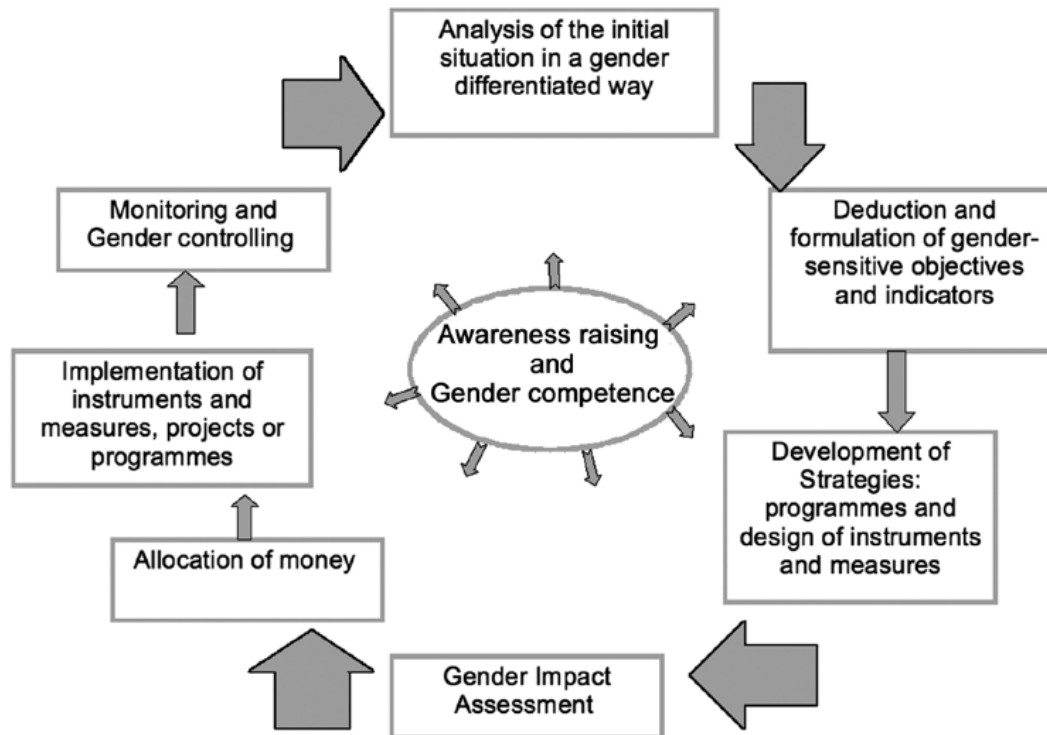 Analysis of the initial
situation in a gender
differentiated way
Deduction and
formulation of gender-
sensitive objectives
and indicators
Development of
Strategies:
programmes and
design of instruments
and measures
Gender Impact
Assessment
Allocation of money
Implementation of
instruments and
measures, projects or
programmes
Monitoring and
Gender controlling
Awareness raising
and
Gender competence